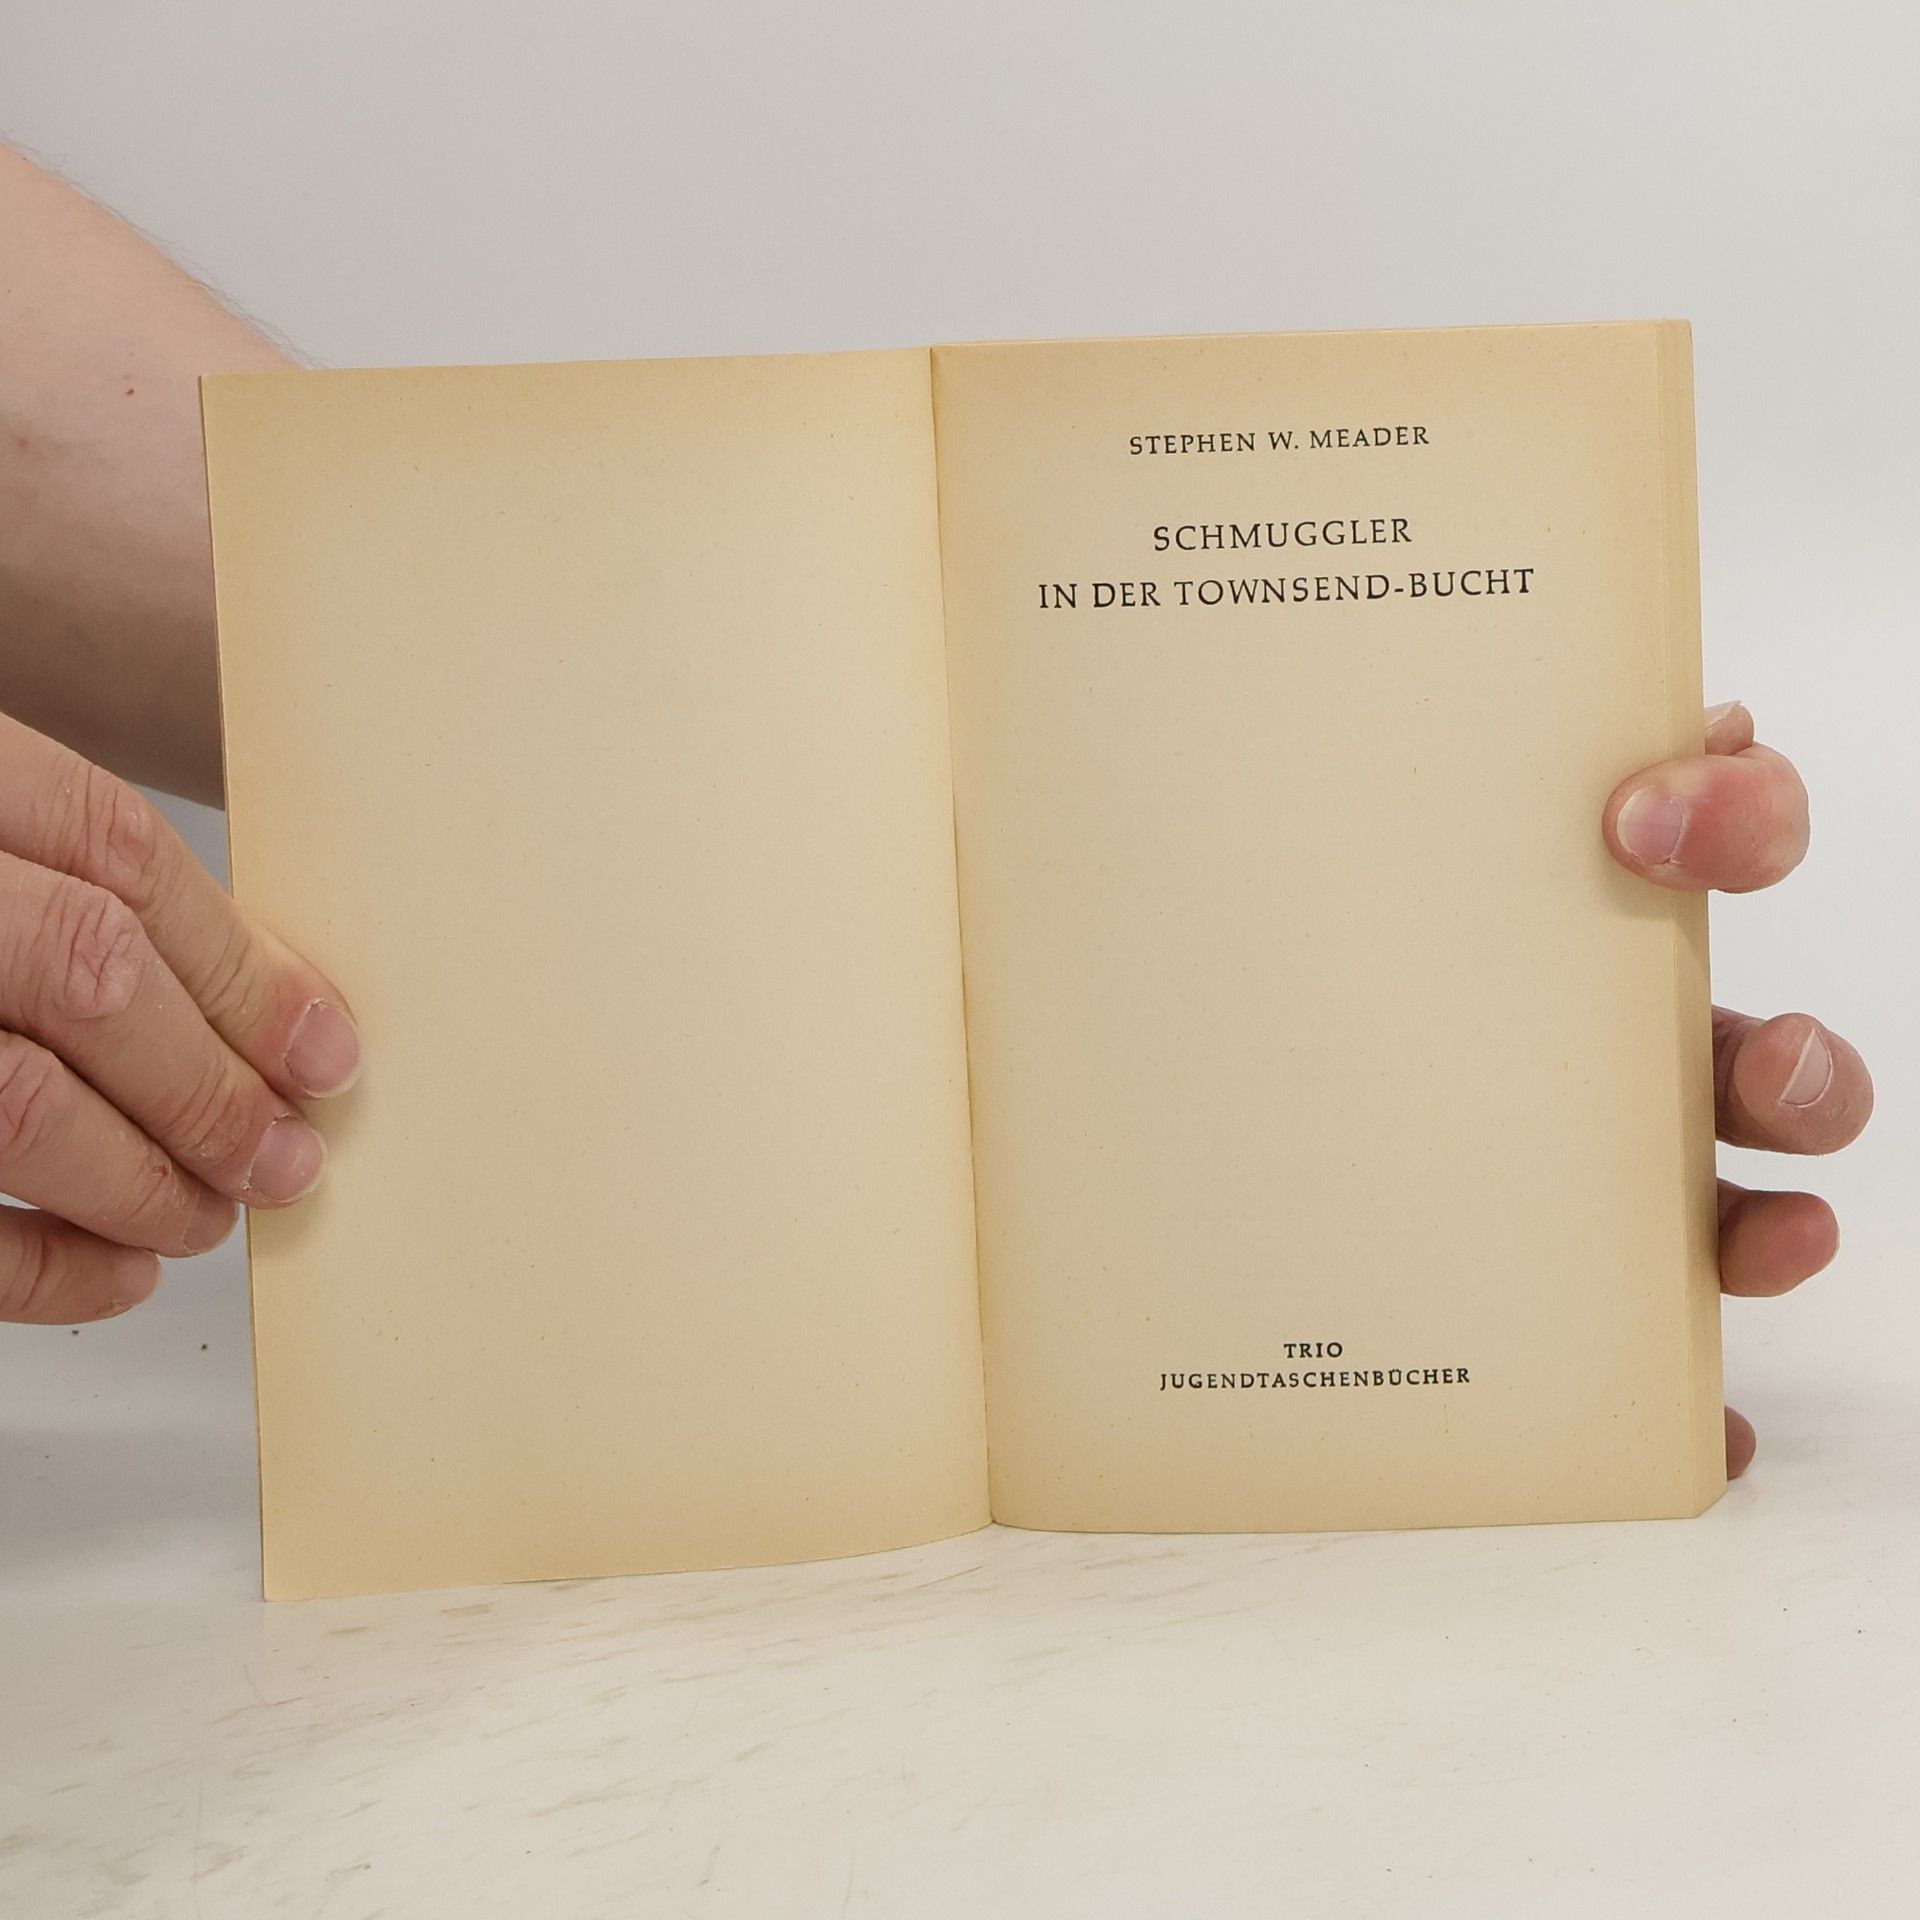 STEPHEN W. MEADER
SCHMUGGLER
IN DER TOWNSEND-BUCHT
TRIO
JUGENDTASCHENBÜCHER